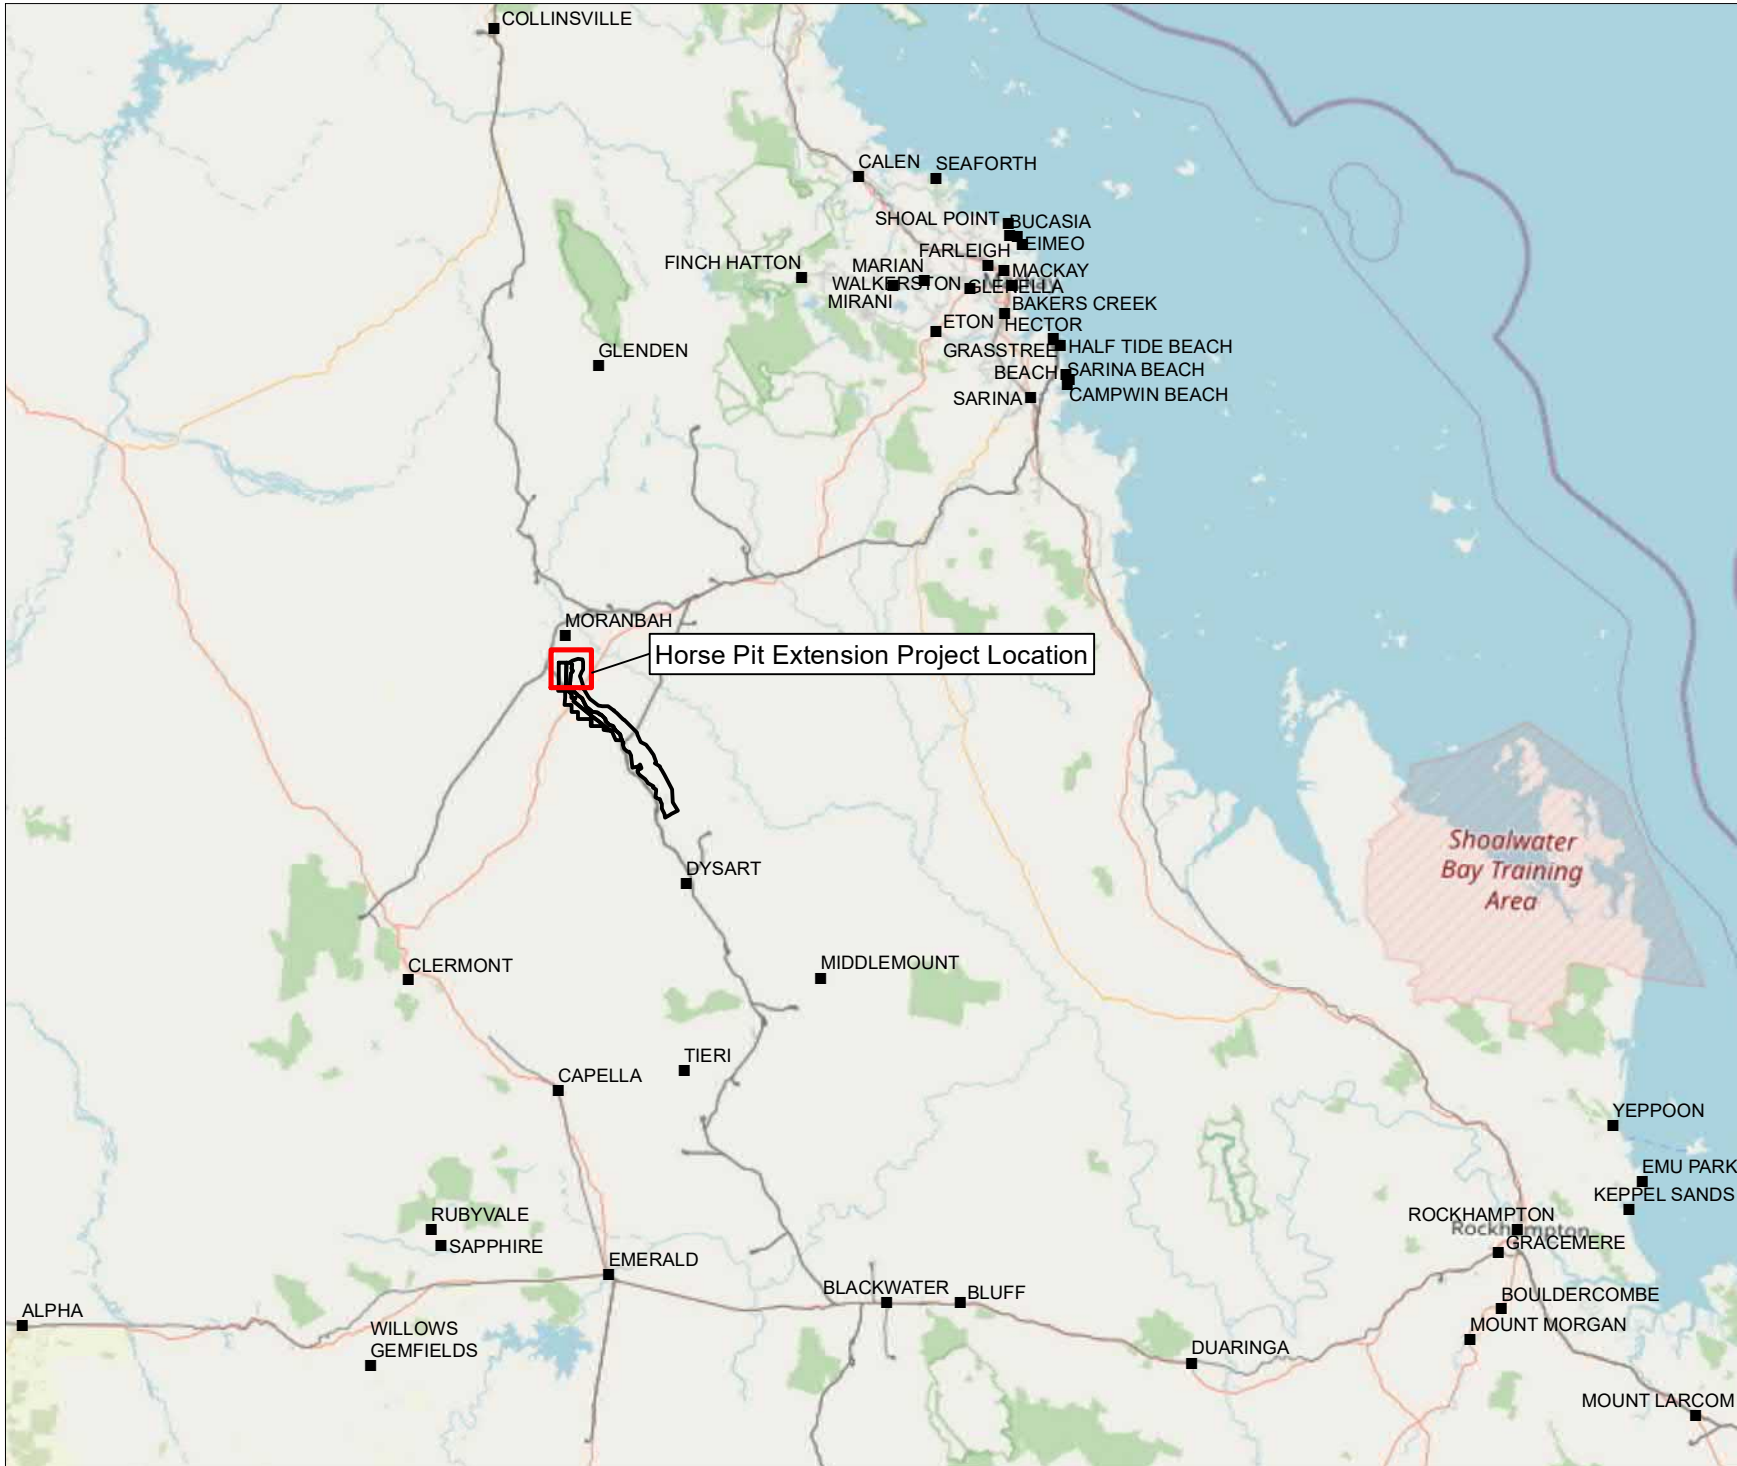 COLLINSVILLE
CALEN
SEAFORTH
SHOAL POINT
BUCASIA
EIMEO
FARLEIGH
FINCH HATTON
MARIAN
MACKAY
WALKERSTON
GLENELLA
MIRANI
BAKERS CREEK
ETON
HECTOR
GRASSTREE
BEACH
HALF TIDE BEACH
GLENDEN
SARINA BEACH
SARINA
CAMPWIN BEACH
MORANBAH
Horse Pit Extension Project Location
Shoalwater
Bay Training
Area
DYSART
CLERMONT
MIDDLEMOUNT
TIERI
CAPELLA
YEPPOON
EMU PARK
KEPPEL SANDS
RUBYVALE
ROCKHAMPTON
Rockhampton
SAPPHIRE
GRACEMERE
EMERALD
BLACKWATER
BLUFF
BOULDERCOMBE
ALPHA
WILLOWS
GEMFIELDS
MOUNT MORGAN
DUARINGA
MOUNT LARCOM